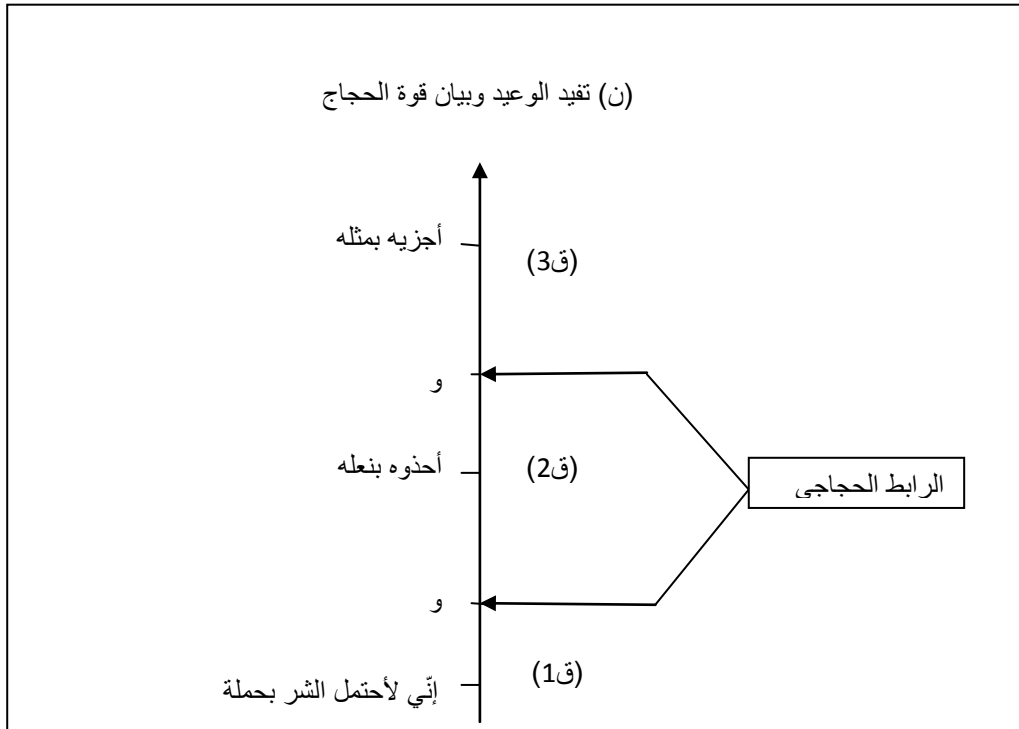 (ن) تفيد الوعيد وبيان قوة الحجاج
أجزيه بمثله
(ق3)
و
أحذوه بنعله
(ق2)
الرابط الحجاجي
و
(ق1)
إنّي لأحتمل الشر بحملة